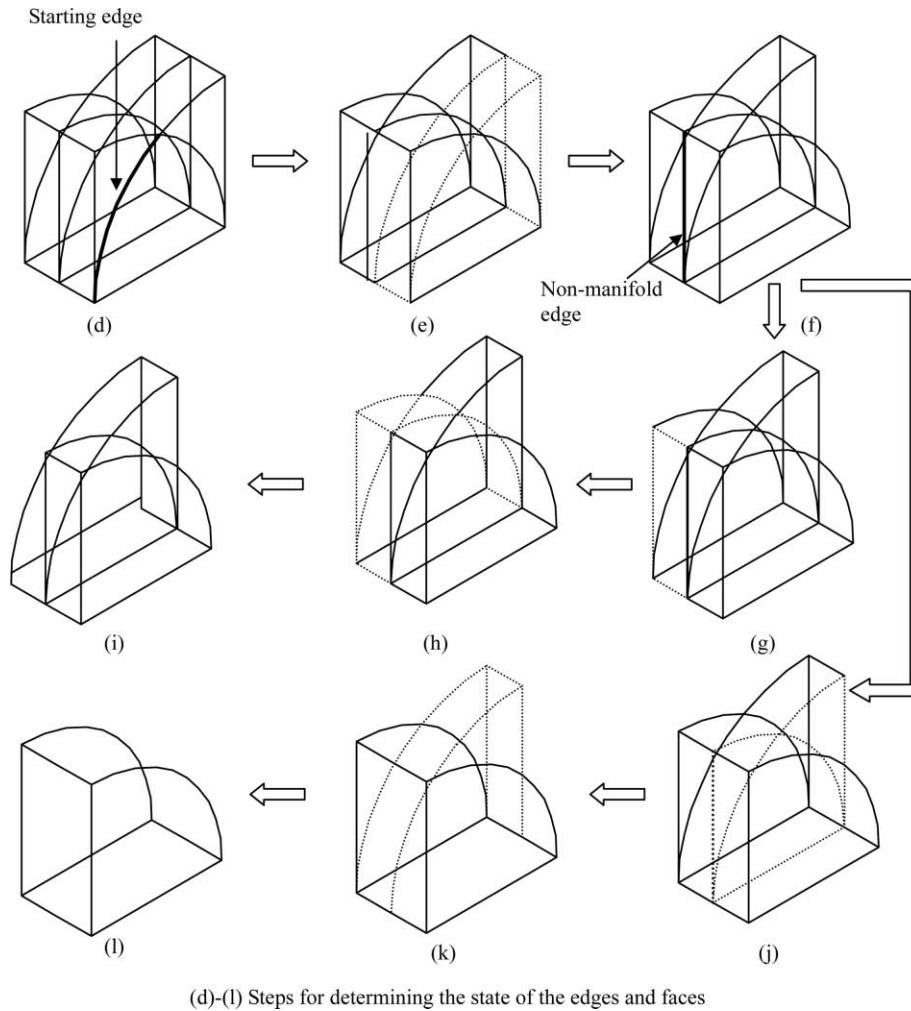 Starting edge
(d)
(e)
Non-manifold
edge
(f)
(i)
(h)
(g)
(l)
(k)
(j)
(d)-(l) Steps for determining the state of the edges and faces